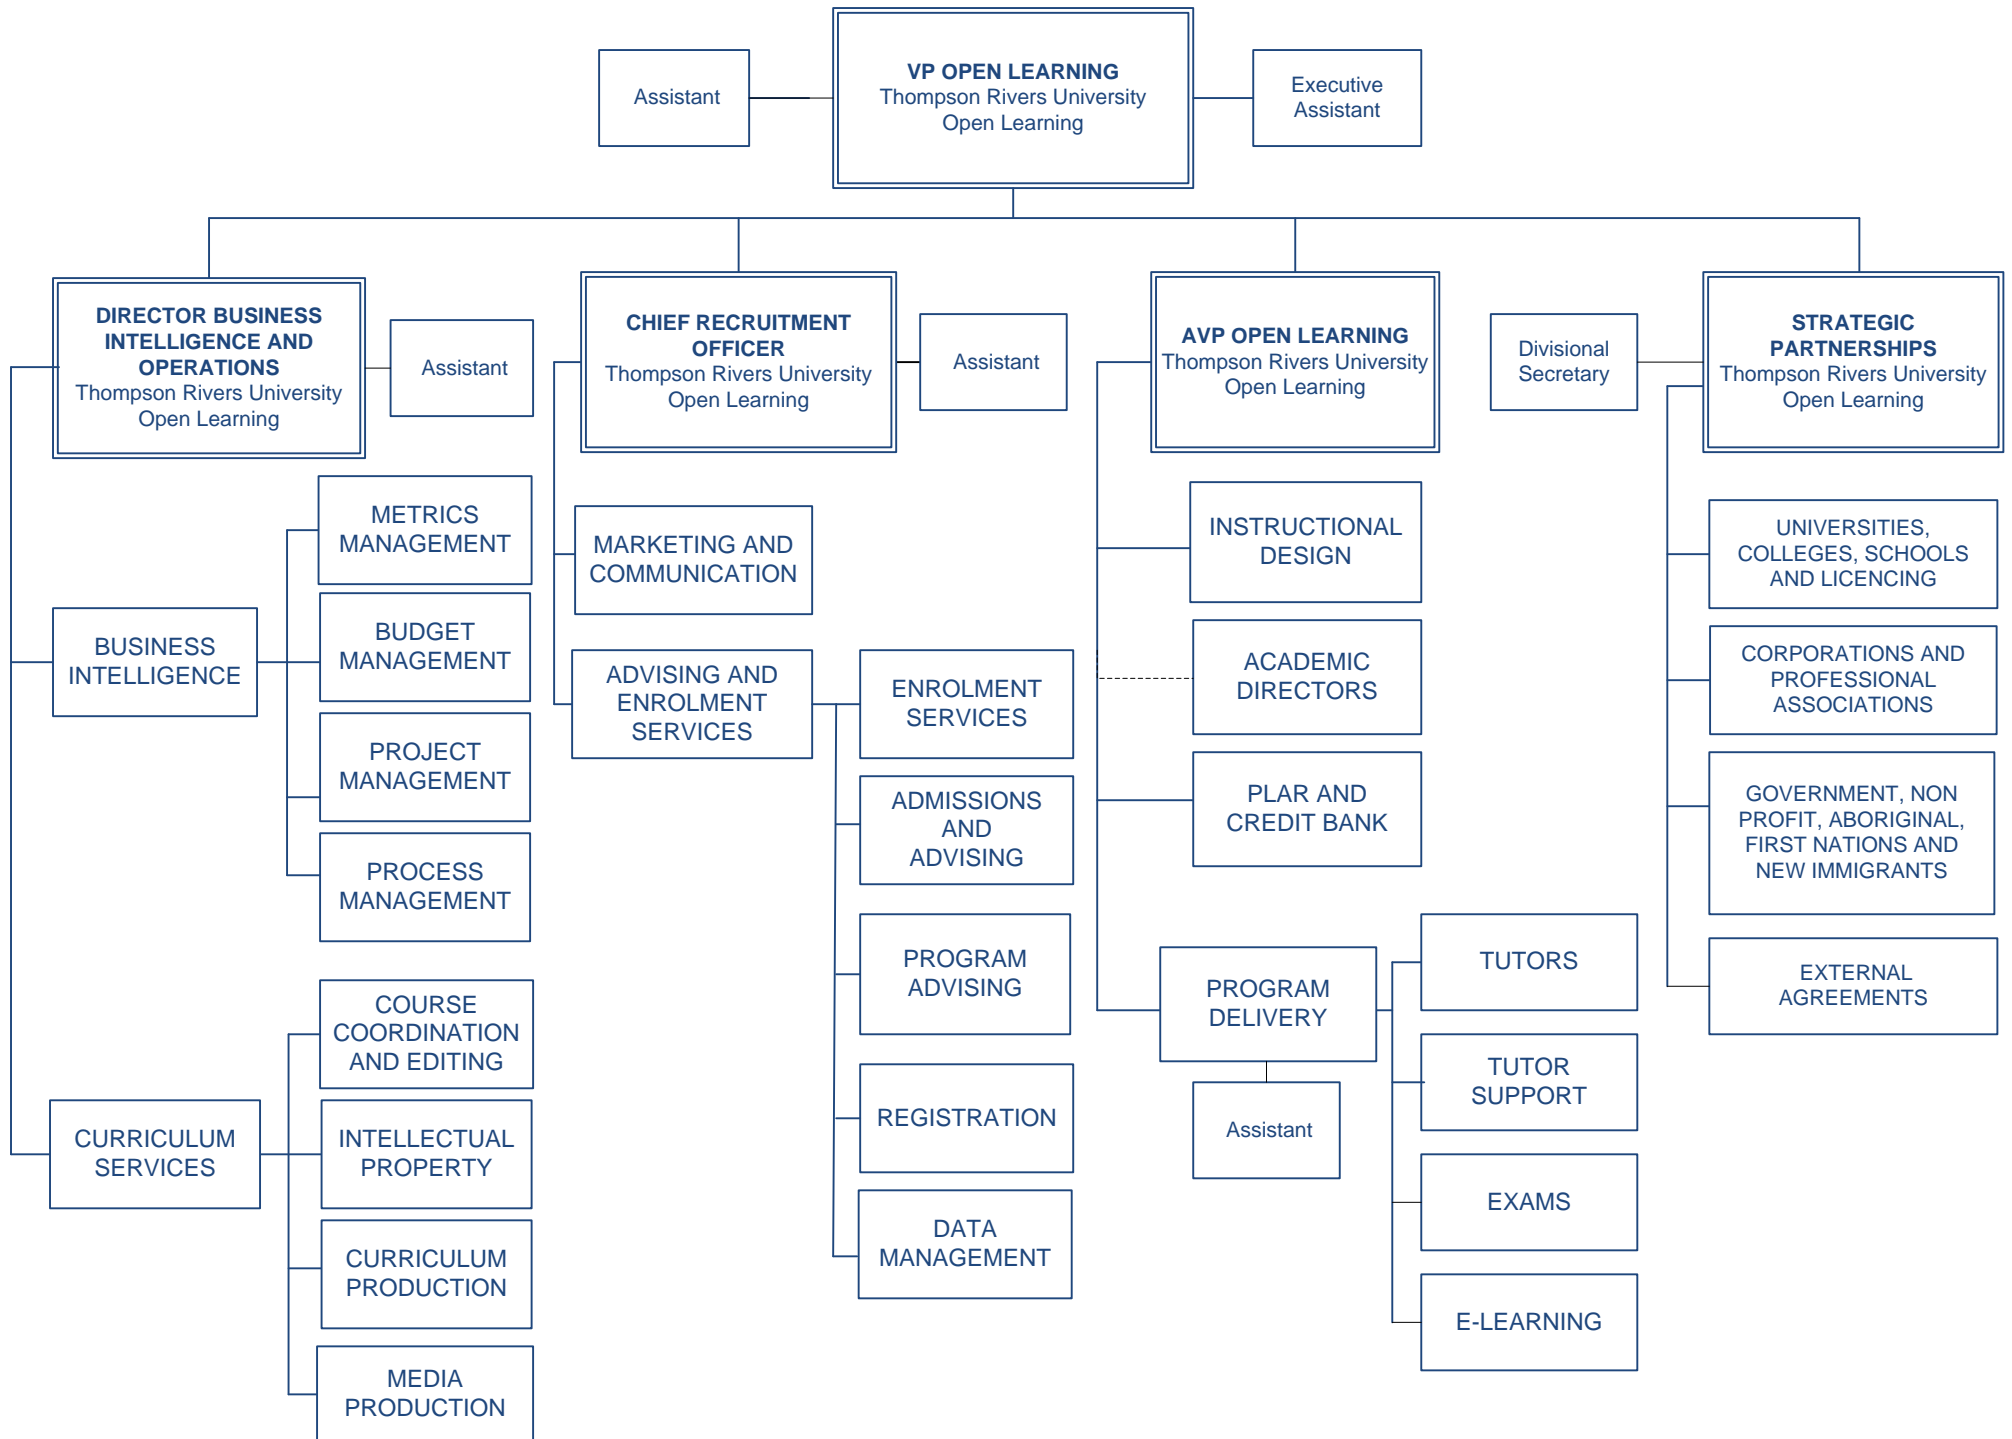 Assistant
VP OPEN LEARNING
Thompson Rivers University
Open Learning
Executive
Assistant
DIRECTOR BUSINESS
INTELLIGENCE AND
OPERATIONS
Thompson Rivers University
Open Learning
Assistant
CHIEF RECRUITMENT
OFFICER
Thompson Rivers University
Open Learning
Assistant
AVP OPEN LEARNING
Thompson Rivers University
Open Learning
Divisional
Secretary
STRATEGIC
PARTNERSHIPS
Thompson Rivers University
Open Learning
BUSINESS
INTELLIGENCE
METRICS
MANAGEMENT
BUDGET
MANAGEMENT
PROJECT
MANAGEMENT
PROCESS
MANAGEMENT
CURRICULUM
SERVICES
COURSE
COORDINATION
AND EDITING
INTELLECTUAL
PROPERTY
CURRICULUM
PRODUCTION
MEDIA
PRODUCTION
MARKETING AND
COMMUNICATION
ADVISING AND
ENROLMENT
SERVICES
ENROLMENT
SERVICES
ADMISSIONS
AND
ADVISING
PROGRAM
ADVISING
REGISTRATION
DATA
MANAGEMENT
INSTRUCTIONAL
DESIGN
ACADEMIC
DIRECTORS
PLAR AND
CREDIT BANK
PROGRAM
DELIVERY
Assistant
TUTORS
TUTOR
SUPPORT
EXAMS
E-LEARNING
UNIVERSITIES,
COLLEGES, SCHOOLS
AND LICENCING
CORPORATIONS AND
PROFESSIONAL
ASSOCIATIONS
GOVERNMENT, NON
PROFIT, ABORIGINAL,
FIRST NATIONS AND
NEW IMMIGRANTS
EXTERNAL
AGREEMENTS